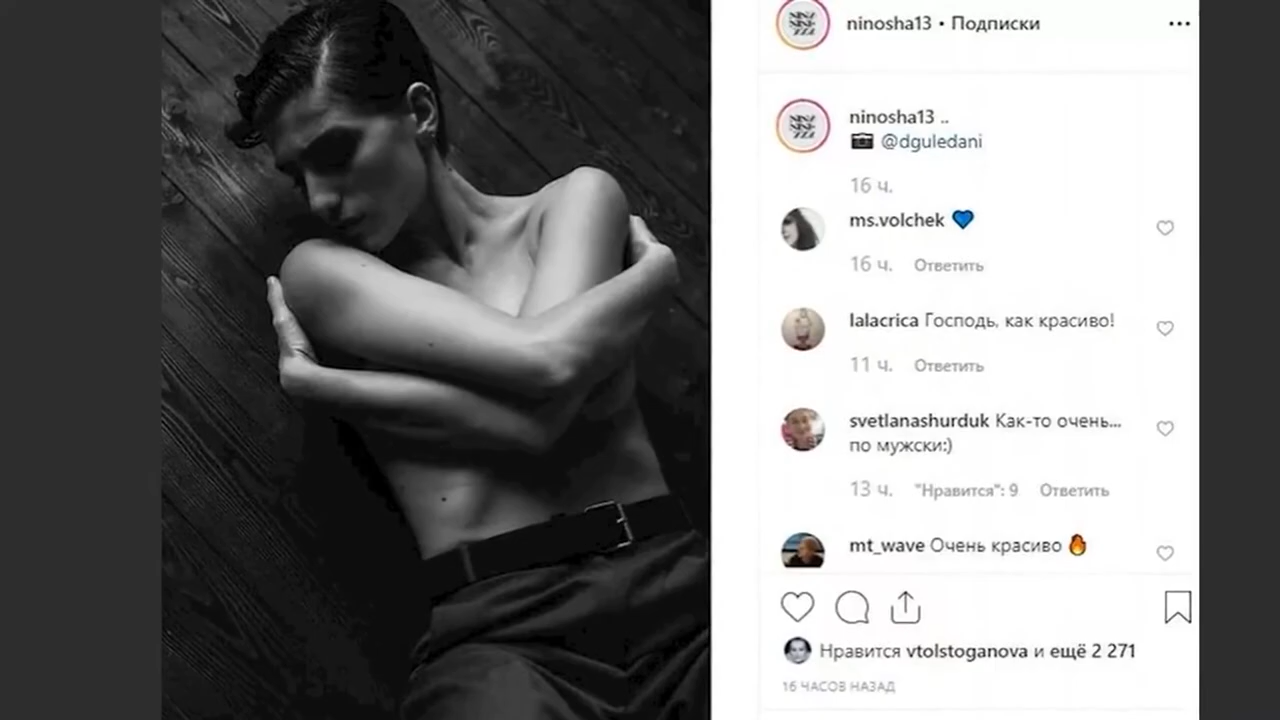 ninosha13 • Подписки
ninosha13 ..
📷 @dguledani
16 ч.
ms.volchek 💙
16 ч. Ответить
lalacrica Господь, как красиво!
11 ч. Ответить
svetlanashurduk Как-то очень...
по мужски:)
13 ч. "Нравится": 9 Ответить
mt_wave Очень красиво 🔥
Нравится vtolstoganova и ещё 2 271
16 ЧАСОВ НАЗАД